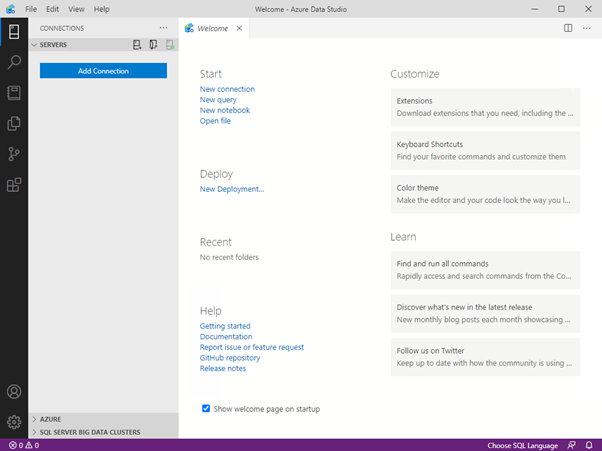 File Edit View Help
Welcome - Azure Data Studio
CONNECTIONS
SERVERS
Add Connection
AZURE
SQL SERVER BIG DATA CLUSTERS
Welcome
Start
New connection
New query
New notebook
Open file
Deploy
New Deployment...
Recent
No recent folders
Help
Getting started
Documentation
Report issue or feature request
GitHub repository
Release notes
Show welcome page on startup
Customize
Extensions
Download extensions that you need, including the ...
Keyboard Shortcuts
Find your favorite commands and customize them
Color theme
Make the editor and your code look the way you l...
Learn
Find and run all commands
Rapidly access and search commands from the Co...
Discover what's new in the latest release
New monthly blog posts each month showcasing ...
Follow us on Twitter
Keep up to date with how the community is using ...
0 0
Choose SQL Language